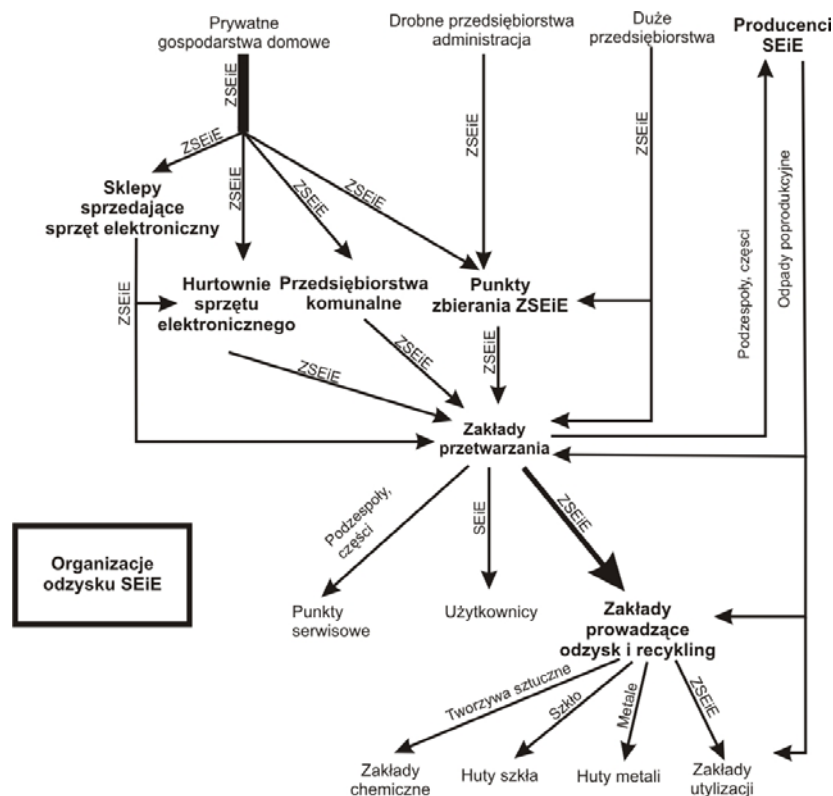 Prywatne
gospodarstwa domowe
Drobne przedsiębiorstwa
administracja
Duże
przedsiębiorstwa
Producenci
SEiE
ZSEiE
ZSEiE
ZSEiE
ZSEiE
ZSEiE
ZSEiE
ZSEiE
Sklepy
sprzedające
sprzęt elektroniczny
Podzespoły, częsci
Odpady poprodukcyjne
ZSEiE
Hurtownie
sprzętu
elektronicznego
Przedsiębiorstwa
komunalne
Punkty
zbierania ZSEiE
ZSEiE
ZSEiE
ZSEiE
Zakłady
przetwarzania
Podzespoły,
części
SEiE
ZSEiE
Organizacje
odzysku SEiE
Punkty
serwisowe
Użytkownicy
Zakłady
prowadzące
odzysk i recykling
Tworzywa sztuczne
Szkło
Metale
ZSEiE
Zakłady
chemiczne
Huty szkła
Huty metali
Zakłady
utylizacji